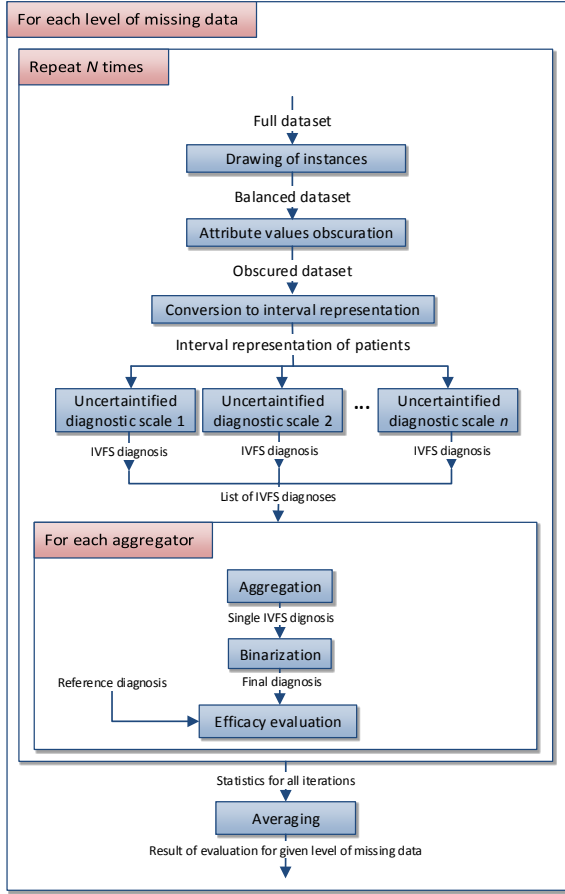 For each level of missing data
Repeat N times
Full dataset
Drawing of instances
Balanced dataset
Attribute values obscuration
Obscured dataset
Conversion to interval representation
Interval representation of patients
Uncertaintified
diagnostic scale 1
Uncertaintified
diagnostic scale 2
...
Uncertaintified
diagnostic scale n
IVFS diagnosis
IVFS diagnosis
IVFS diagnosis
List of IVFS diagnoses
For each aggregator
Aggregation
Single IVFS dignosis
Binarization
Reference diagnosis
Final diagnosis
Efficacy evaluation
Statistics for all iterations
Averaging
Result of evaluation for given level of missing data